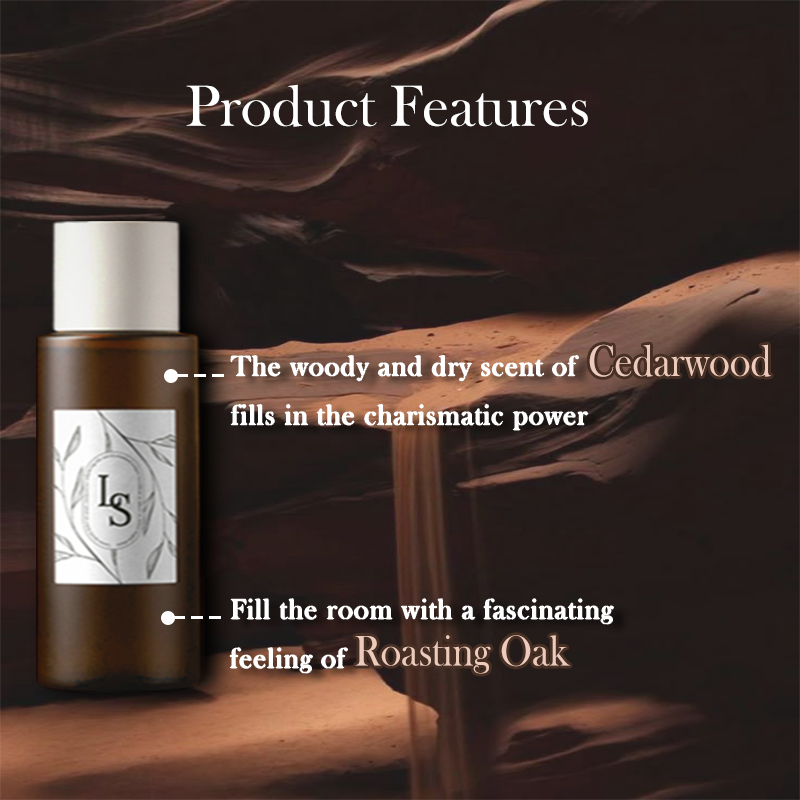 Product Features
The woody and dry scent of Cedarwood
fills in the charismatic power
LS
Fill the room with a fascinating
feeling of Roasting Oak